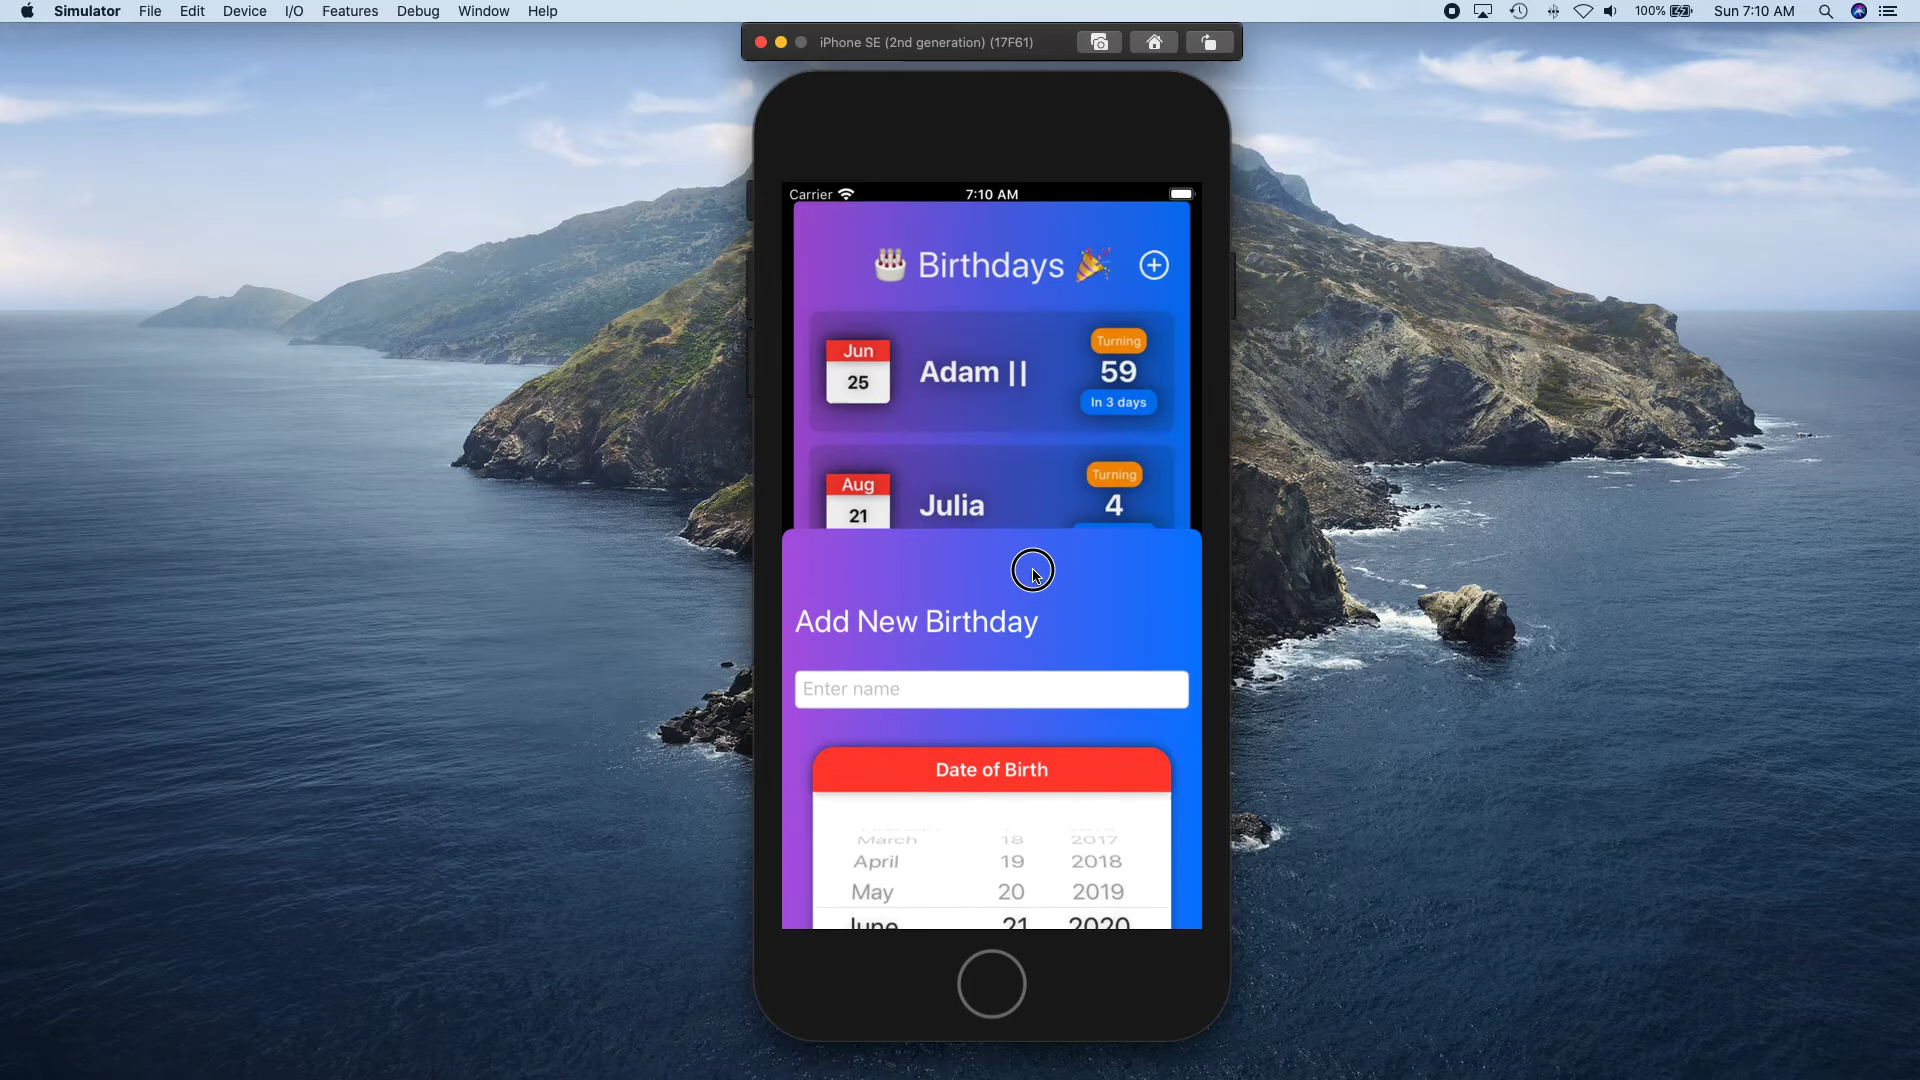 Simulator File Edit Device I/O Features Debug Window Help
100% Sun 7:10 AM
iPhone SE (2nd generation) (17F61)
Carrier 7:10 AM
Birthdays
Jun
25
Adam ||
Turning
59
In 3 days
Aug
21
Julia
Turning
4
Add New Birthday
Enter name
Date of Birth
March 18 2017
April 19 2018
May 20 2019
June 21 2020